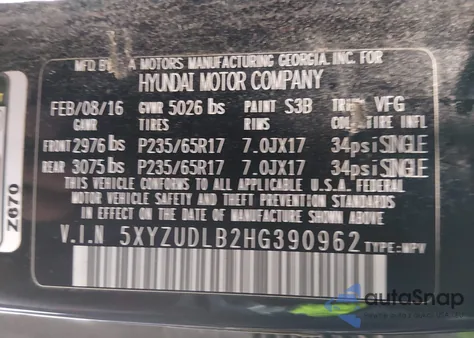 MFD BY A MOTORS MANUFACTURING GEORGIA, INC. FOR
HYUNDAI MOTOR COMPANY
FEB/08/16 GVWR 5026 lbs PAINT S3B TRIM VFG
GAWR TIRES RIMS COLD TIRE INFL
FRONT 2976 lbs P235/65R17 7.0JX17 34psi SINGLE
REAR 3075 lbs P235/65R17 7.0JX17 34psi SINGLE
THIS VEHICLE CONFORMS TO ALL APPLICABLE U.S.A. FEDERAL
MOTOR VEHICLE SAFETY AND THEFT PREVENTION STANDARDS
IN EFFECT ON THE DATE OF MANUFACTURE SHOWN ABOVE.
V.I.N 5XYZUDLB2HG390962 TYPE:MPV
Z670
autoSnap